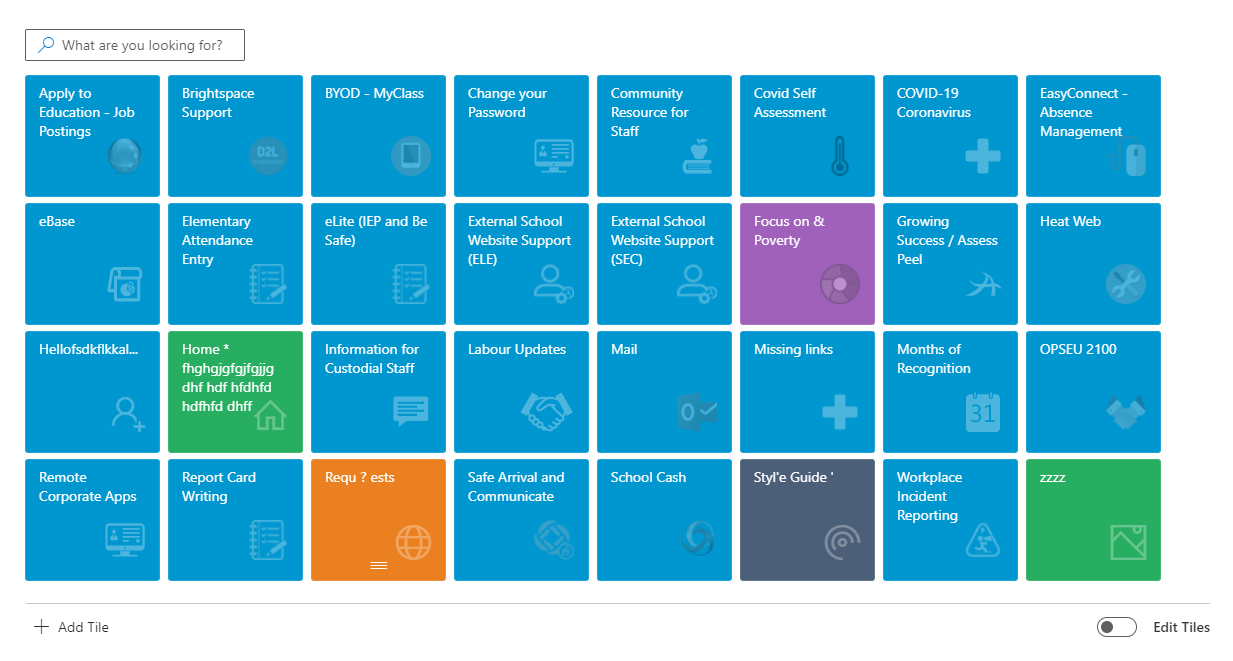 What are you looking for?
Apply to
Education - Job
Postings
Brightspace
Support
D2L
BYOD - MyClass
Change your
Password
Community
Resource for
Staff
Covid Self
Assessment
COVID-19
Coronavirus
EasyConnect -
Absence
Management
eBase
Elementary
Attendance
Entry
eLite (IEP and Be
Safe)
External School
Website Support
(ELE)
External School
Website Support
(SEC)
Focus on &
Poverty
Growing
Success / Assess
Peel
Heat Web
Hellofsdkflkkal...
Home *
fhghgjgfgjfgjjg
dhf hdf hfdhfd
hdfhfd dhff
Information for
Custodial Staff
Labour Updates
Mail
Missing links
Months of
Recognition
31
OPSEU 2100
Remote
Corporate Apps
Report Card
Writing
Requ ? ests
Safe Arrival and
Communicate
School Cash
Styl'e Guide '
Workplace
Incident
Reporting
zzzz
Add Tile
Edit Tiles